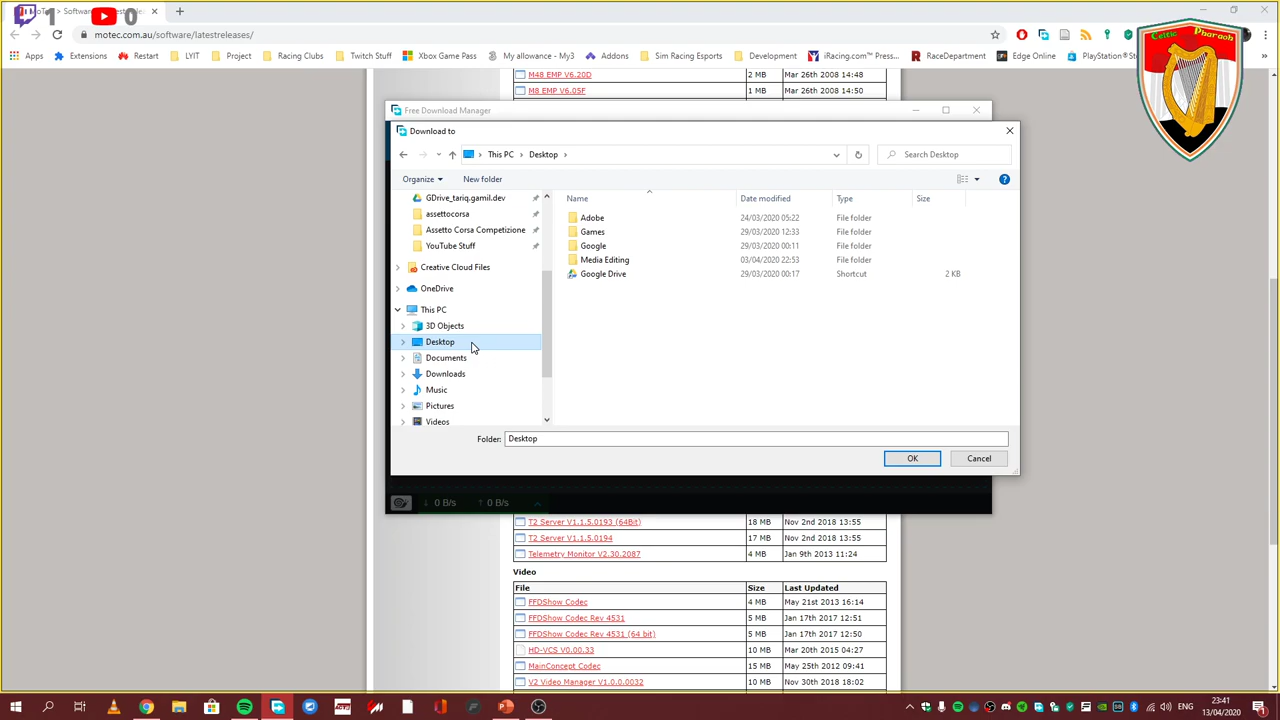 1 0
motec.com.au/software/latestreleases/
Apps Extensions Restart LYIT Project Racing Clubs Twitch Stuff Xbox Game Pass My Accounting - My3 Addons Sim Racing Esports Development iRacing.com™ Press... RaceDepartment Edge Online PlayStation®St
Celtic Pharaoh
M48 EMP V6.20D 2 MB Mar 26th 2008 14:48
M8 EMP V6.05F 1 MB Mar 26th 2008 14:50
Free Download Manager
Download to
This PC Desktop Search Desktop
Organize New folder
Name Date modified Type Size
GDrive_tariq.gamil.dev
assettocorsa
Assetto Corsa Competizione
YouTube Stuff
Creative Cloud Files
OneDrive
This PC
3D Objects
Desktop
Documents
Downloads
Music
Pictures
Videos
Adobe 24/03/2020 05:22 File folder
Games 29/03/2020 12:33 File folder
Google 29/03/2020 00:11 File folder
Media Editing 03/04/2020 22:53 File folder
Google Drive 29/03/2020 00:17 Shortcut 2 KB
Folder: Desktop
OK Cancel
0 B/s 0 B/s
T2 Server V1.1.5.0193 (64Bit) 18 MB Nov 2nd 2018 13:55
T2 Server V1.1.5.0194 17 MB Nov 2nd 2018 13:55
Telemetry Monitor V2.30.2087 4 MB Jan 9th 2013 11:24
Video
File Size Last Updated
FFDShow Codec 4 MB May 21st 2013 16:14
FFDShow Codec Rev 4531 5 MB Jan 17th 2017 12:51
FFDShow Codec Rev 4531 (64 bit) 5 MB Jan 17th 2017 12:50
HD-VCS V0.00.33 10 MB Mar 20th 2015 04:27
MainConcept Codec 15 MB May 25th 2012 09:41
V2 Video Manager V1.0.0.0032 10 MB Nov 30th 2018 18:02
23:41
13/04/2020